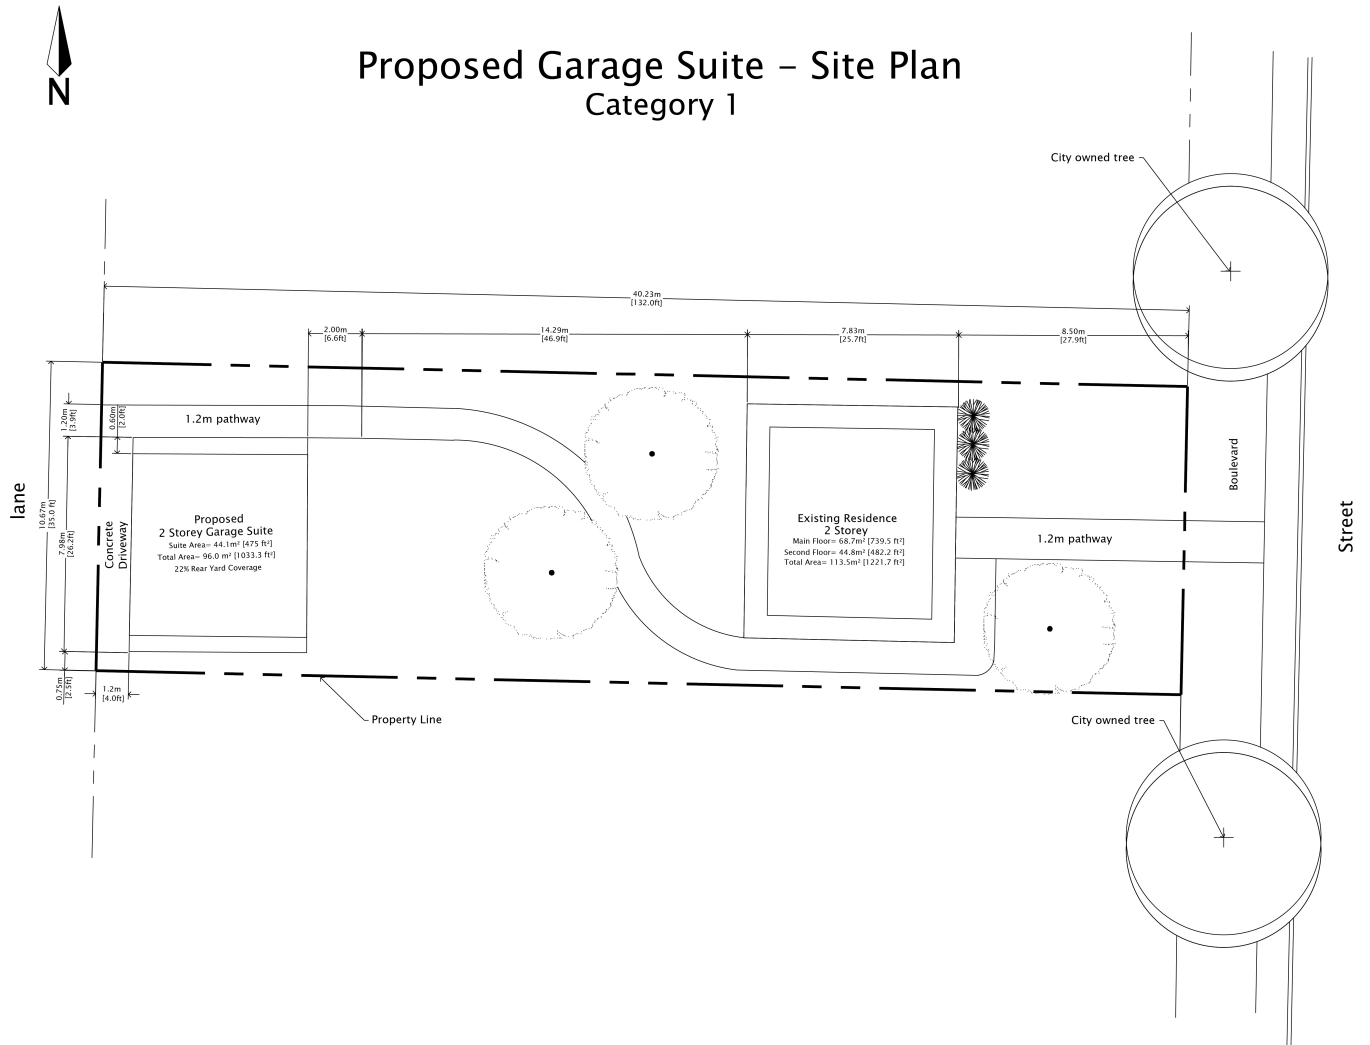 N
Proposed Garage Suite – Site Plan
Category 1
City owned tree
40.23m
[132.0ft]
2.00m
[6.6ft]
14.29m
[46.9ft]
7.83m
[25.7ft]
8.50m
[27.9ft]
1.20m
[3.9ft]
0.60m
[2.0ft]
1.2m pathway
Boulevard
lane
10.67m
[35.0 ft]
7.98m
[26.2ft]
Concrete
Driveway
Proposed
2 Storey Garage Suite
Suite Area= 44.1m² [475 ft²]
Total Area= 96.0 m² [1033.3 ft²]
22% Rear Yard Coverage
Existing Residence
2 Storey
Main Floor= 68.7m² [739.5 ft²]
Second Floor= 44.8m² [482.2 ft²]
Total Area= 113.5m² [1221.7 ft²]
1.2m pathway
Street
0.75m
[2.5ft]
1.2m
[4.0ft]
Property Line
City owned tree